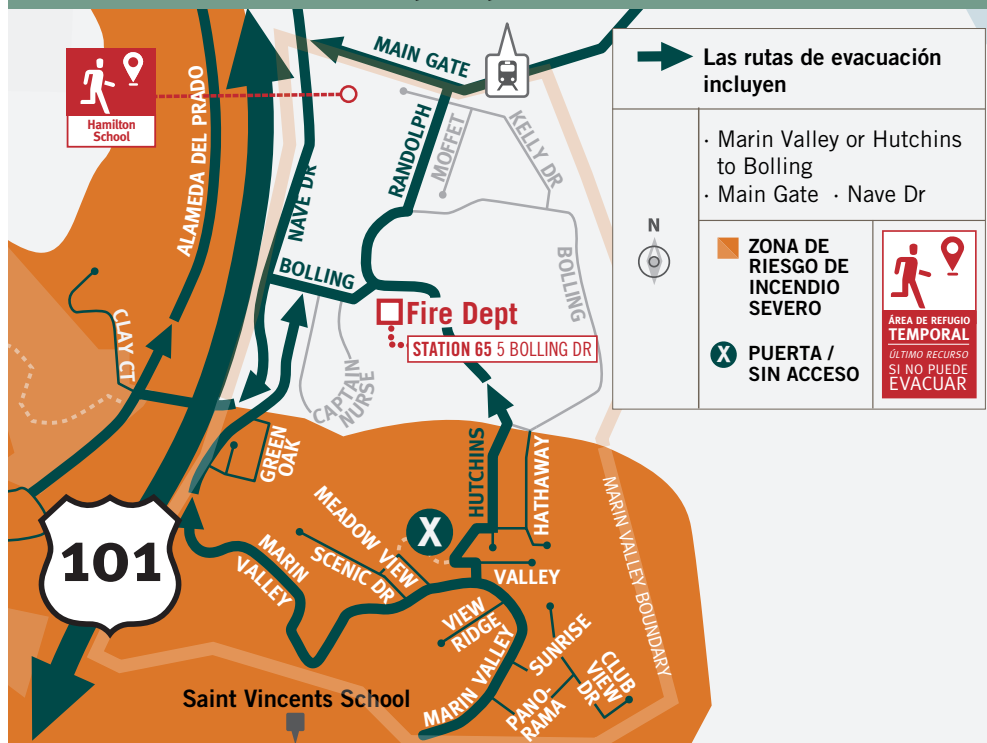 MAIN GATE
Hamilton
School
ALAMEDA DEL PRADO
NAVE DR
RANDOLPH
MOFFET
KELLY DR
BOLLING
BOLLING
Fire Dept
STATION 65 5 BOLLING DR
CAPTAIN
NURSE
CLAY CT
GREEN
OAK
HUTCHINS
HATHAWAY
MEADOW VIEW
SCENIC DR
MARIN
VALLEY
VALLEY
VIEW
RIDGE
MARIN VALLEY
SUNRISE
PANO-
RAMA
CLUB
VIEW
DR
MARIN VALLEY BOUNDARY
101
X
Saint Vincents School
Las rutas de evacuación
incluyen
· Marin Valley or Hutchins
to Bolling
· Main Gate · Nave Dr
N
ZONA DE
RIESGO DE
INCENDIO
SEVERO
X PUERTA /
SIN ACCESO
ÁREA DE REFUGIO
TEMPORAL
ÚLTIMO RECURSO
SI NO PUEDE
EVACUAR